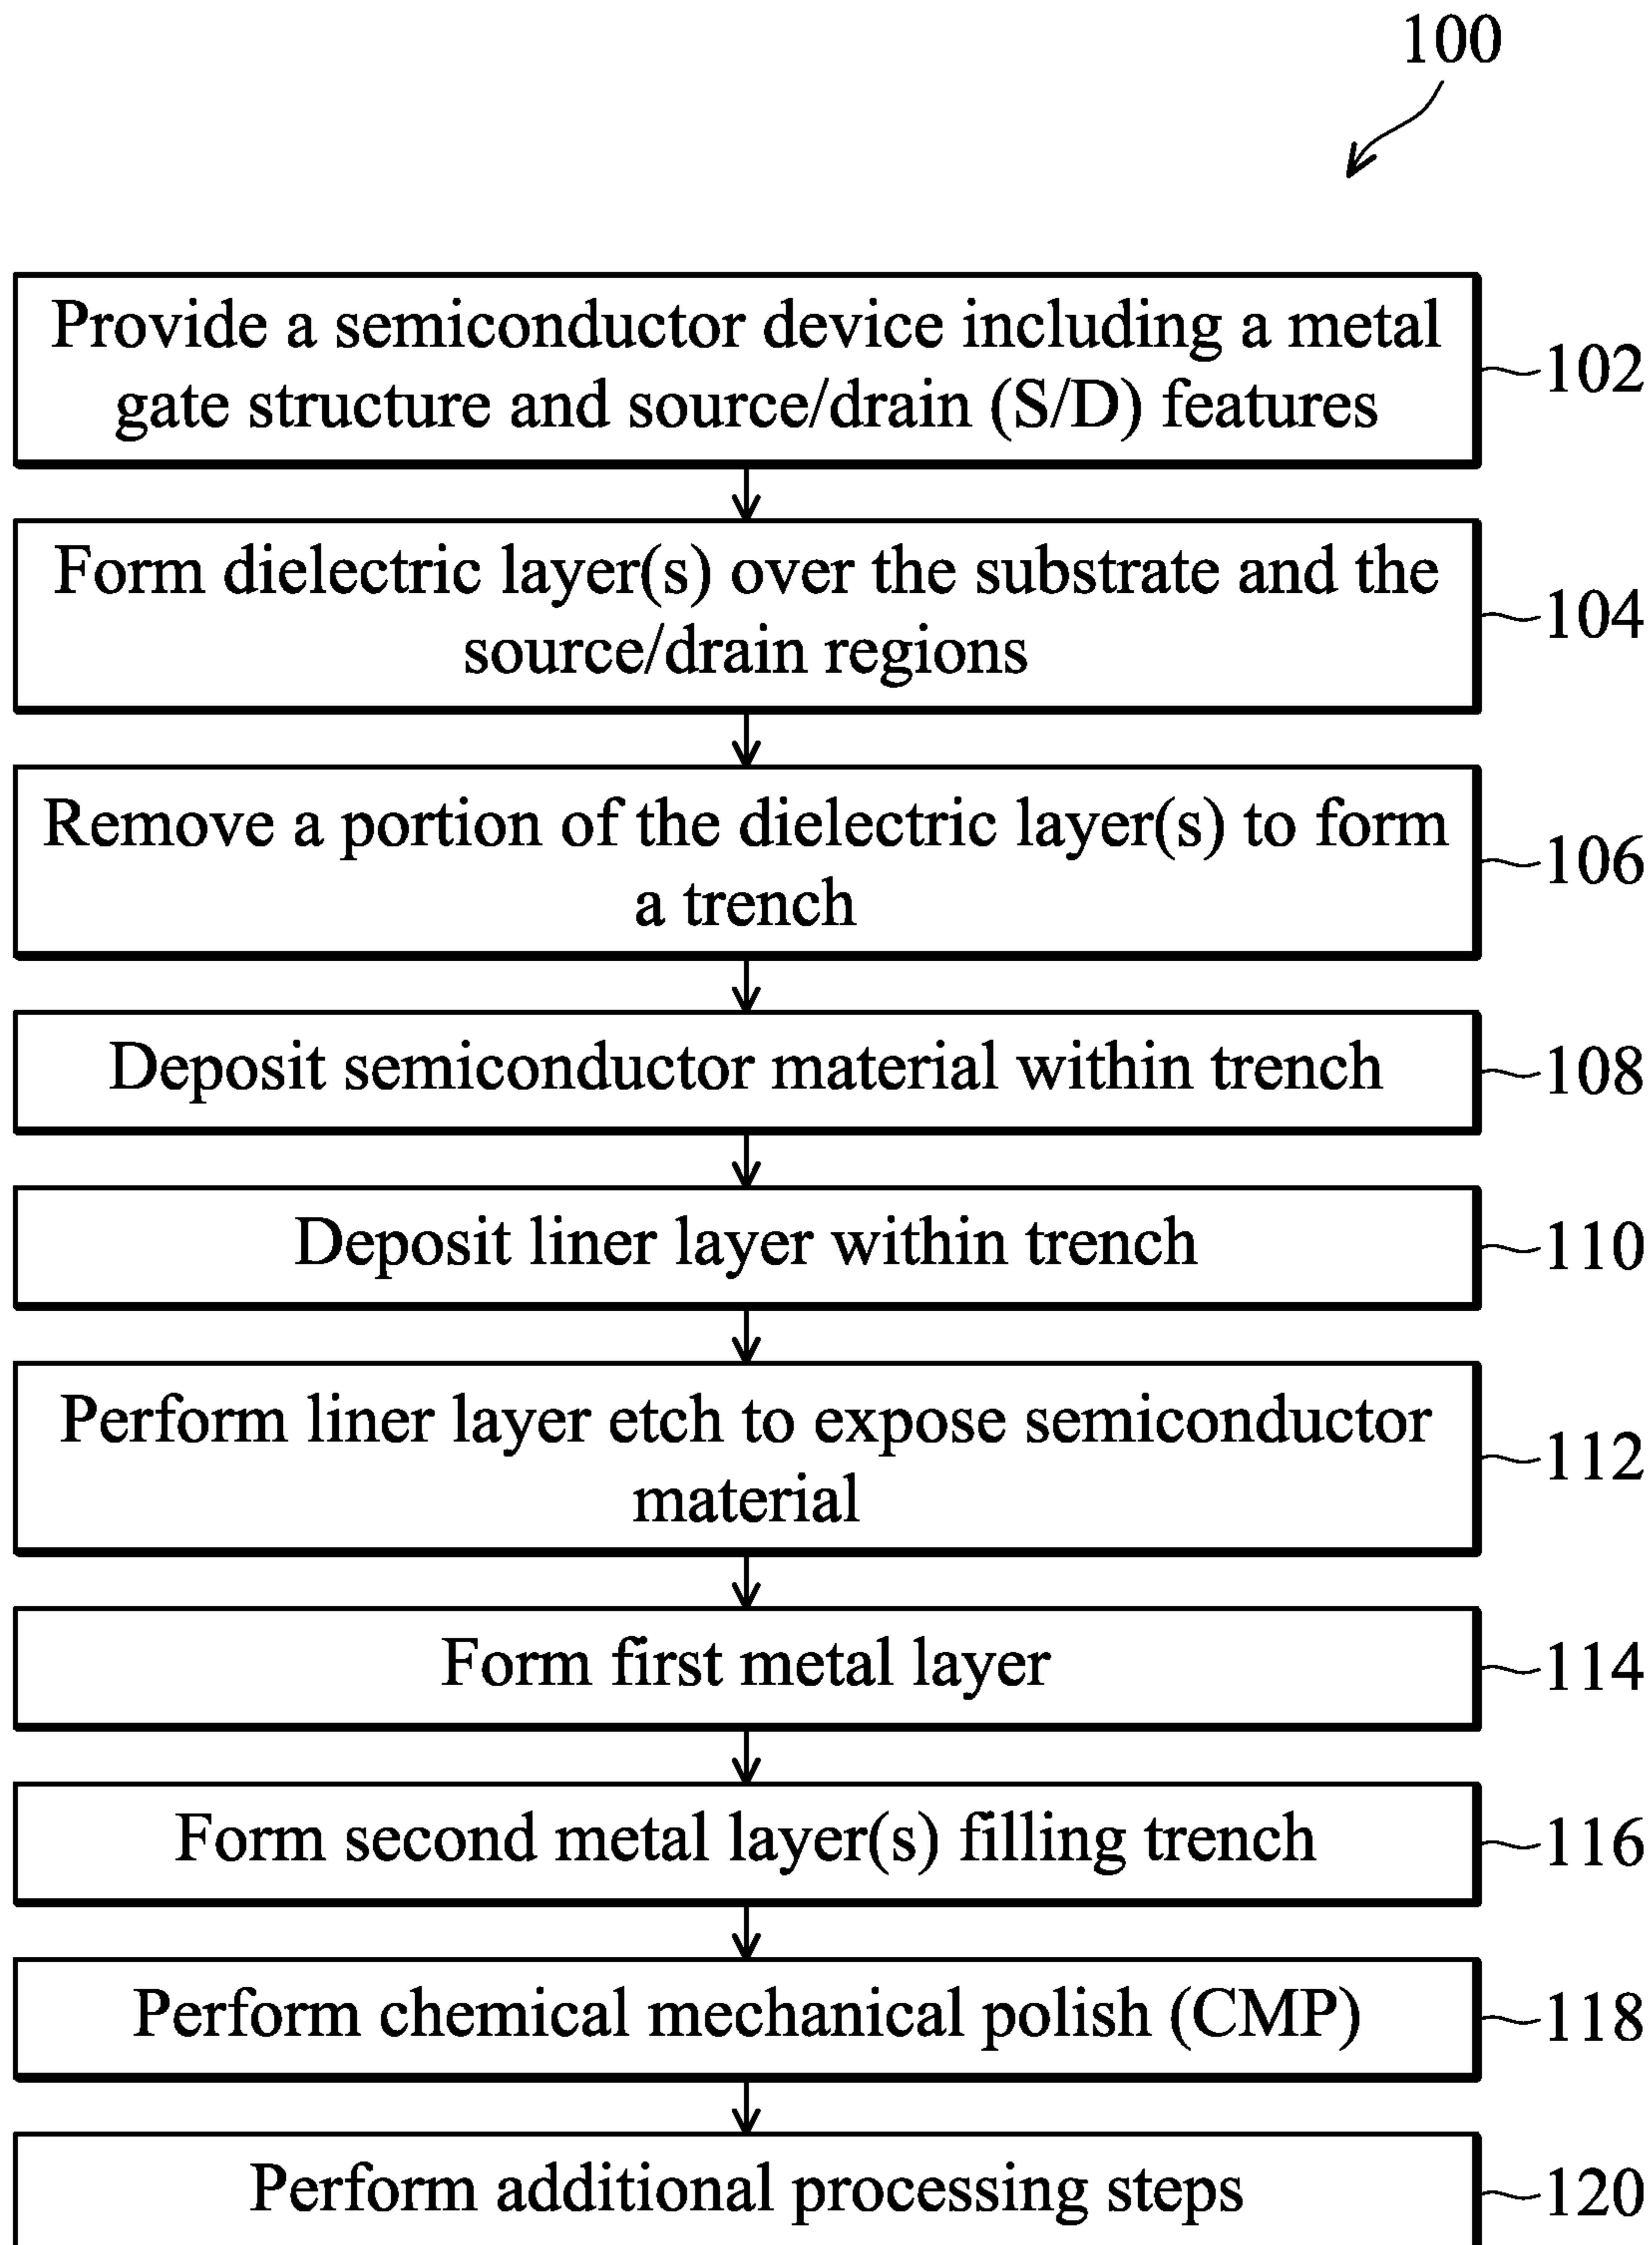 100
Provide a semiconductor device including a metal
gate structure and source/drain (S/D) features
102
Form dielectric layer(s) over the substrate and the
source/drain regions
104
Remove a portion of the dielectric layer(s) to form
a trench
106
Deposit semiconductor material within trench
108
Deposit liner layer within trench
110
Perform liner layer etch to expose semiconductor
material
112
Form first metal layer
114
Form second metal layer(s) filling trench
116
Perform chemical mechanical polish (CMP)
118
Perform additional processing steps
120